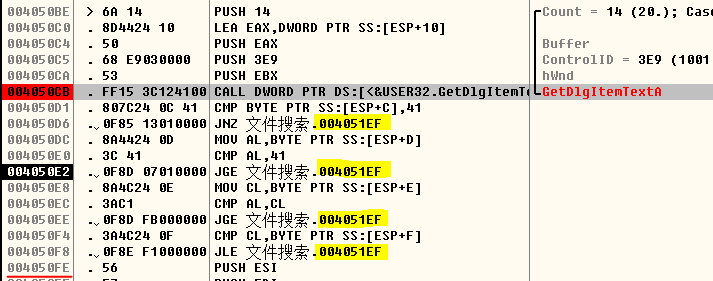 004050BE > 6A 14 PUSH 14 Count = 14 (20.); Cas
004050C0 . 8D4424 10 LEA EAX,DWORD PTR SS:[ESP+10]
004050C4 . 50 PUSH EAX Buffer
004050C5 . 68 E9030000 PUSH 3E9 ControlID = 3E9 (1001
004050CA . 53 PUSH EBX hWnd
004050CB . FF15 3C124100 CALL DWORD PTR DS:[<&USER32.GetDlgItemTe GetDlgItemTextA
004050D1 . 807C24 0C 41 CMP BYTE PTR SS:[ESP+C],41
004050D6 . 0F85 13010000 JNZ 文件搜索.004051EF
004050DC . 8A4424 0D MOV AL,BYTE PTR SS:[ESP+D]
004050E0 . 3C 41 CMP AL,41
004050E2 . 0F8D 07010000 JGE 文件搜索.004051EF
004050E8 . 8A4C24 0E MOV CL,BYTE PTR SS:[ESP+E]
004050EC . 3AC1 CMP AL,CL
004050EE . 0F8D FB000000 JGE 文件搜索.004051EF
004050F4 . 3A4C24 0F CMP CL,BYTE PTR SS:[ESP+F]
004050F8 . 0F8E F1000000 JLE 文件搜索.004051EF
004050FE . 56 PUSH ESI